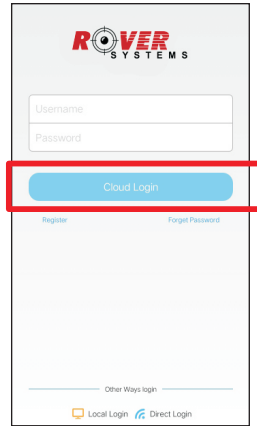 ROVER
SYSTEMS
Username
Password
Cloud Login
Register Forget Password
Other Ways login
Local Login Direct Login